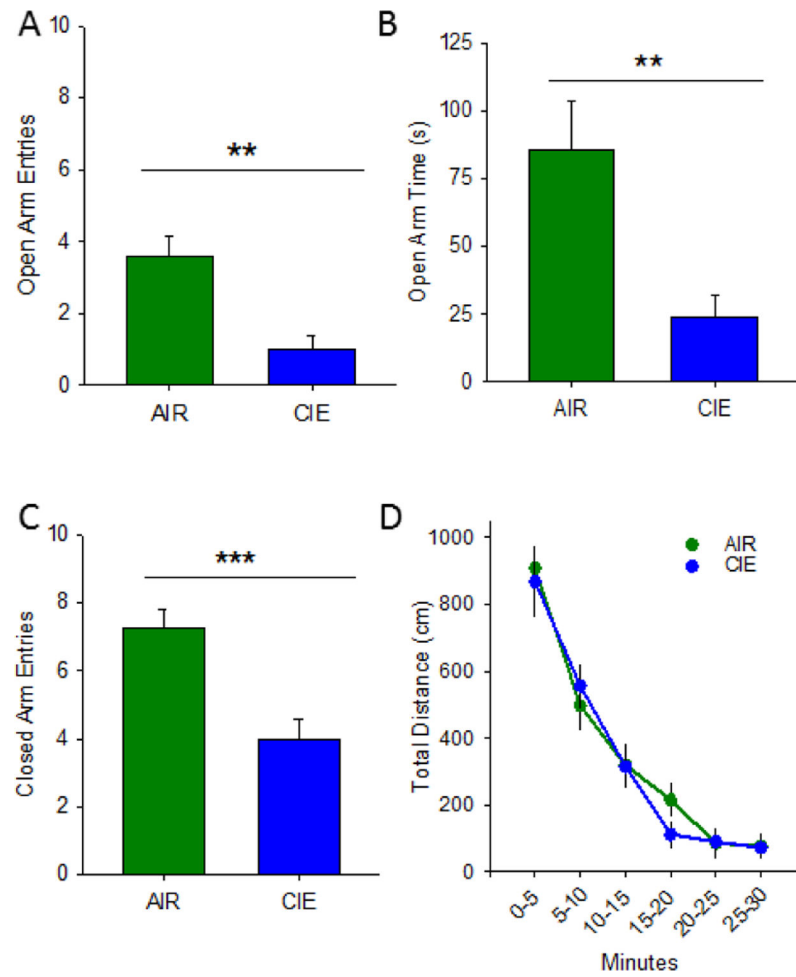 A
Open Arm Entries
10
8
6
4
2
0
**
AIR
CIE
B
Open Arm Time (s)
125
100
75
50
25
0
**
AIR
CIE
C
Closed Arm Entries
10
8
6
4
2
0
***
AIR
CIE
D
Total Distance (cm)
1000
800
600
400
200
0
AIR
CIE
0-5
5-10
10-15
15-20
20-25
25-30
Minutes